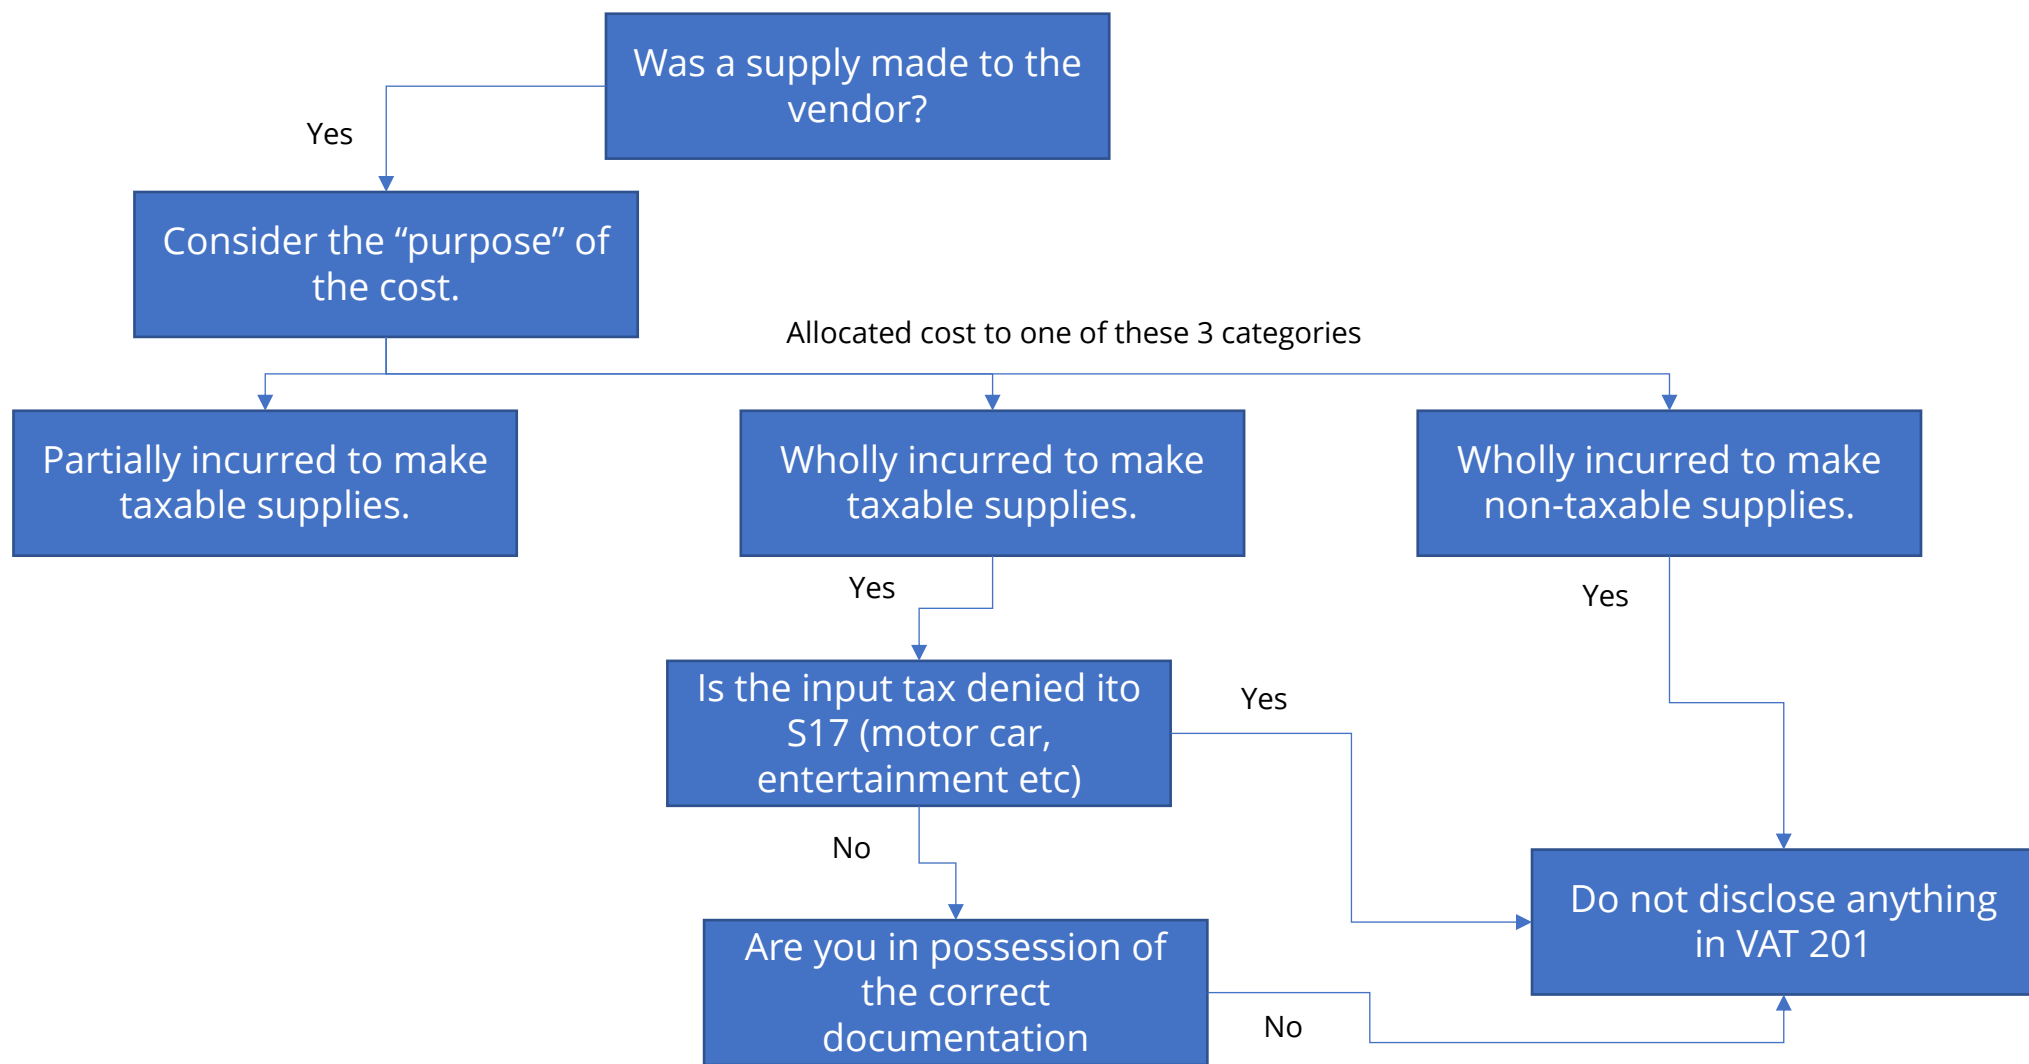 Was a supply made to the
vendor?
Yes
Consider the “purpose” of
the cost.
Allocated cost to one of these 3 categories
Partially incurred to make
taxable supplies.
Wholly incurred to make
taxable supplies.
Wholly incurred to make
non-taxable supplies.
Yes
Yes
Is the input tax denied ito
S17 (motor car,
entertainment etc)
Yes
No
Do not disclose anything
in VAT 201
Are you in possession of
the correct
documentation
No